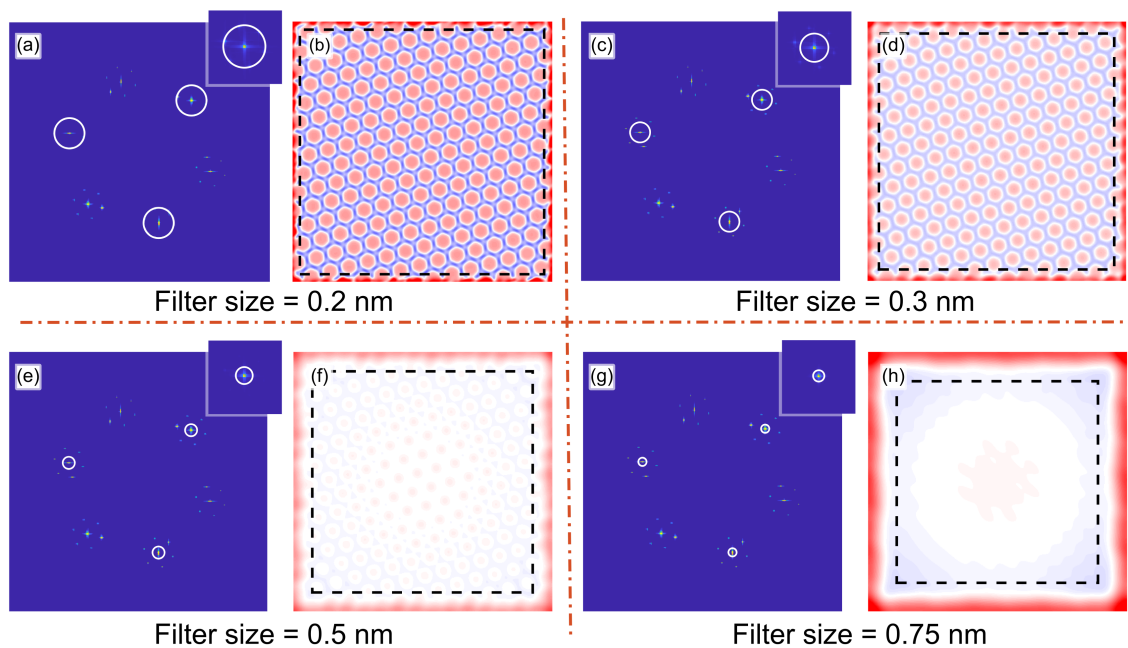 (a)
(b)
(c)
(d)
Filter size = 0.2 nm
Filter size = 0.3 nm
(e)
(f)
(g)
(h)
Filter size = 0.5 nm
Filter size = 0.75 nm